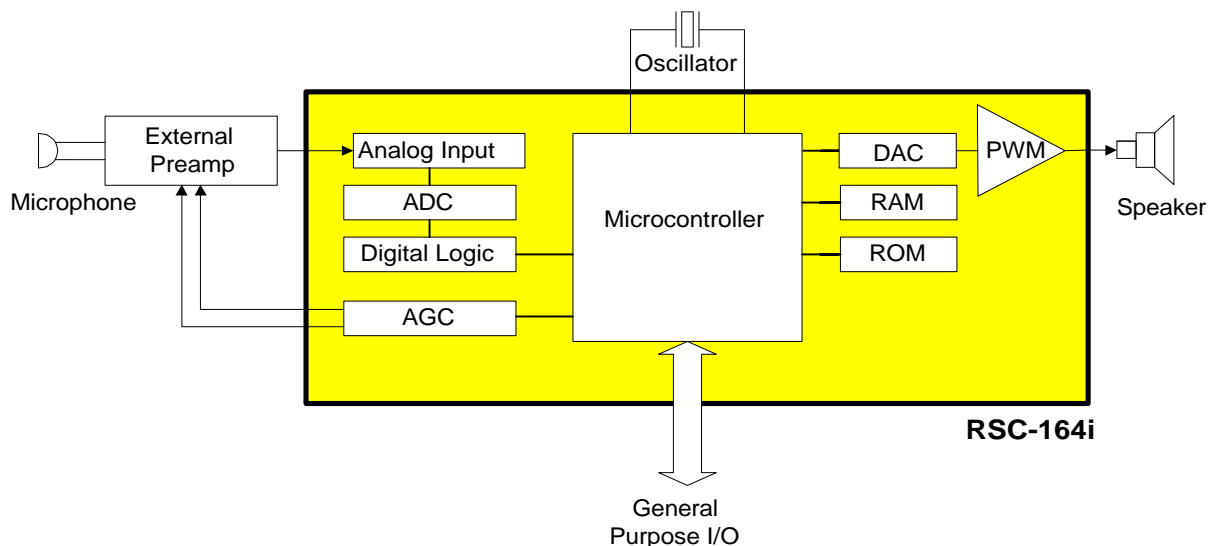 Oscillator
External
Preamp
Microphone
Analog Input
ADC
Digital Logic
AGC
Microcontroller
DAC
RAM
ROM
PWM
Speaker
RSC-164i
General
Purpose I/O